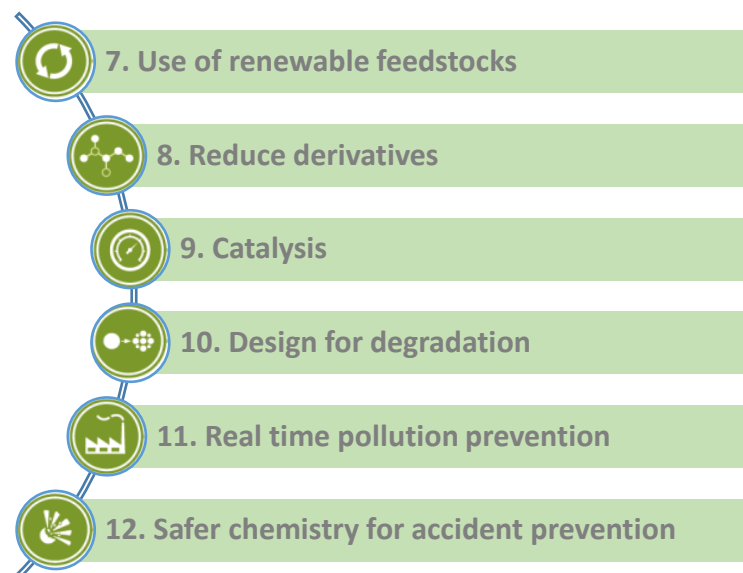 7. Use of renewable feedstocks
8. Reduce derivatives
9. Catalysis
10. Design for degradation
11. Real time pollution prevention
12. Safer chemistry for accident prevention